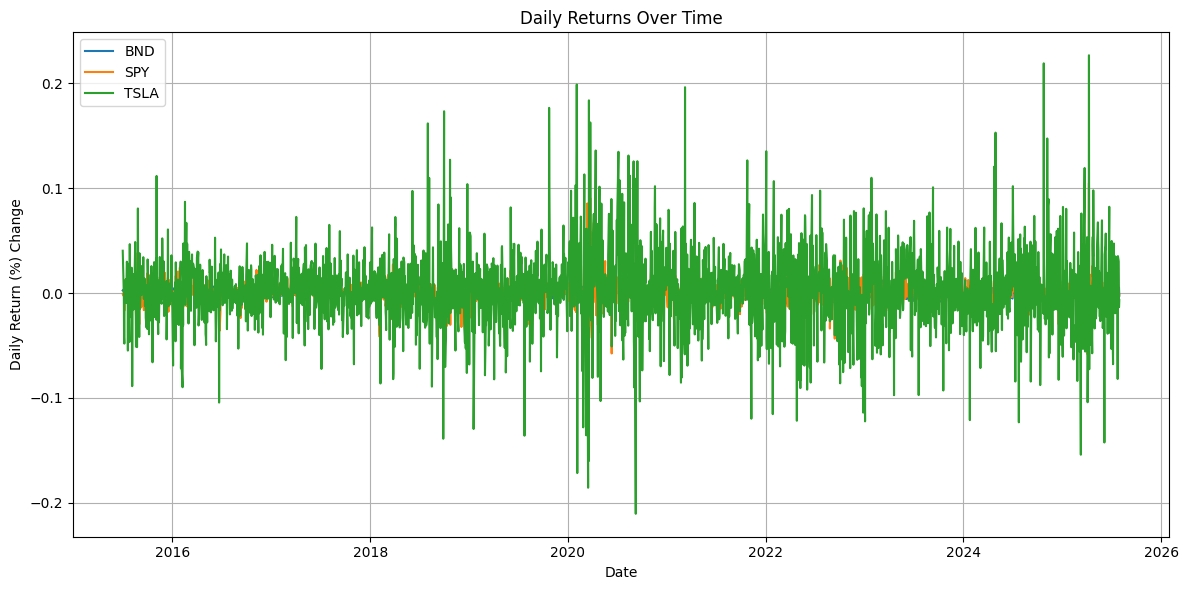 Daily Returns Over Time
BND
SPY
TSLA
Daily Return (%) Change
0.2
0.1
0.0
−0.1
−0.2
2016
2018
2020
2022
2024
2026
Date